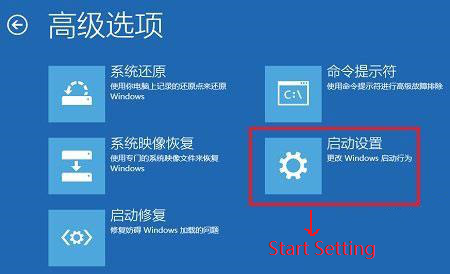 高级选项
系统还原
使用你电脑上记录的还原点来还原
Windows
命令提示符
使用命令提示符进行高级故障排除
C:\
系统映像恢复
使用专门的系统映像文件来恢复
Windows
启动设置
更改 Windows 启动行为
启动修复
修复妨碍 Windows 加载的问题
Start Setting